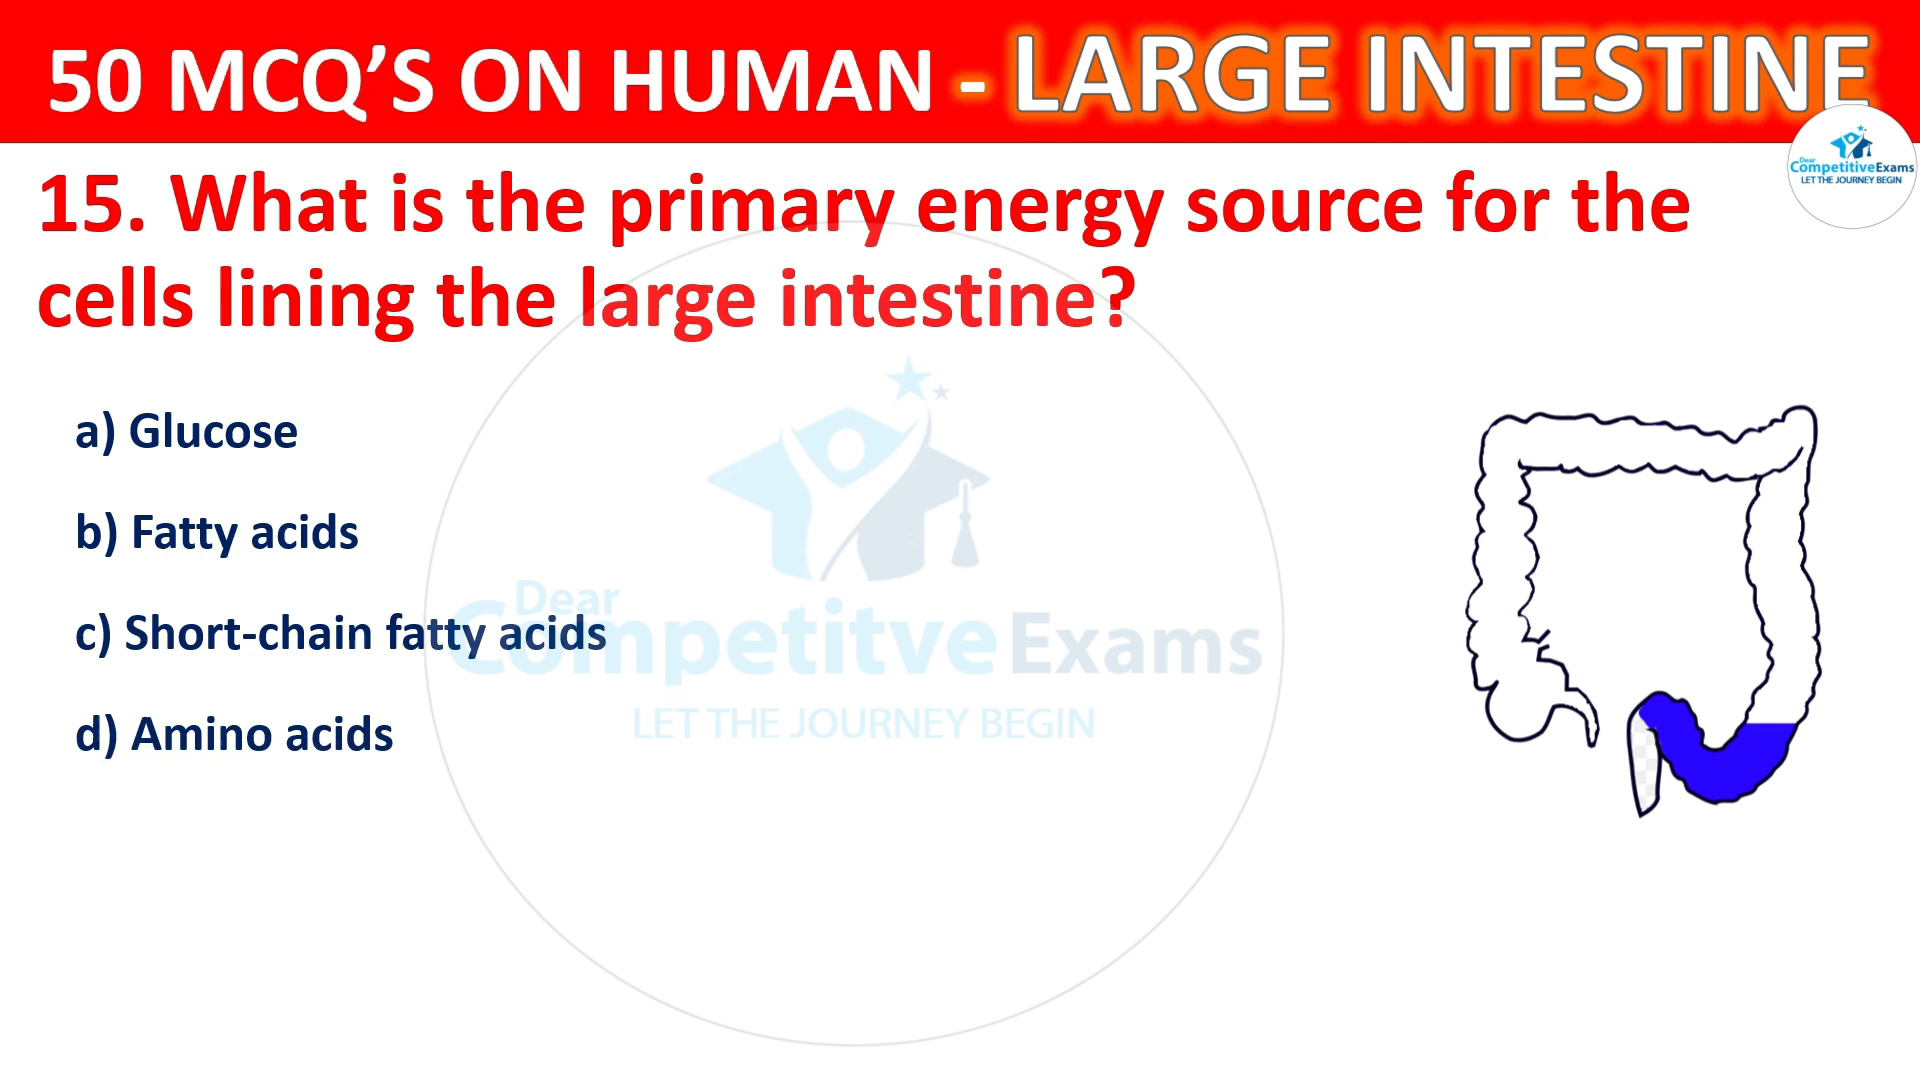 50 MCQ’S ON HUMAN - LARGE INTESTINE
Dear
CompetitiveExams
LET THE JOURNEY BEGIN
15. What is the primary energy source for the
cells lining the large intestine?
a) Glucose
b) Fatty acids
c) Short-chain fatty acids
d) Amino acids
Dear
CompetitveExams
LET THE JOURNEY BEGIN